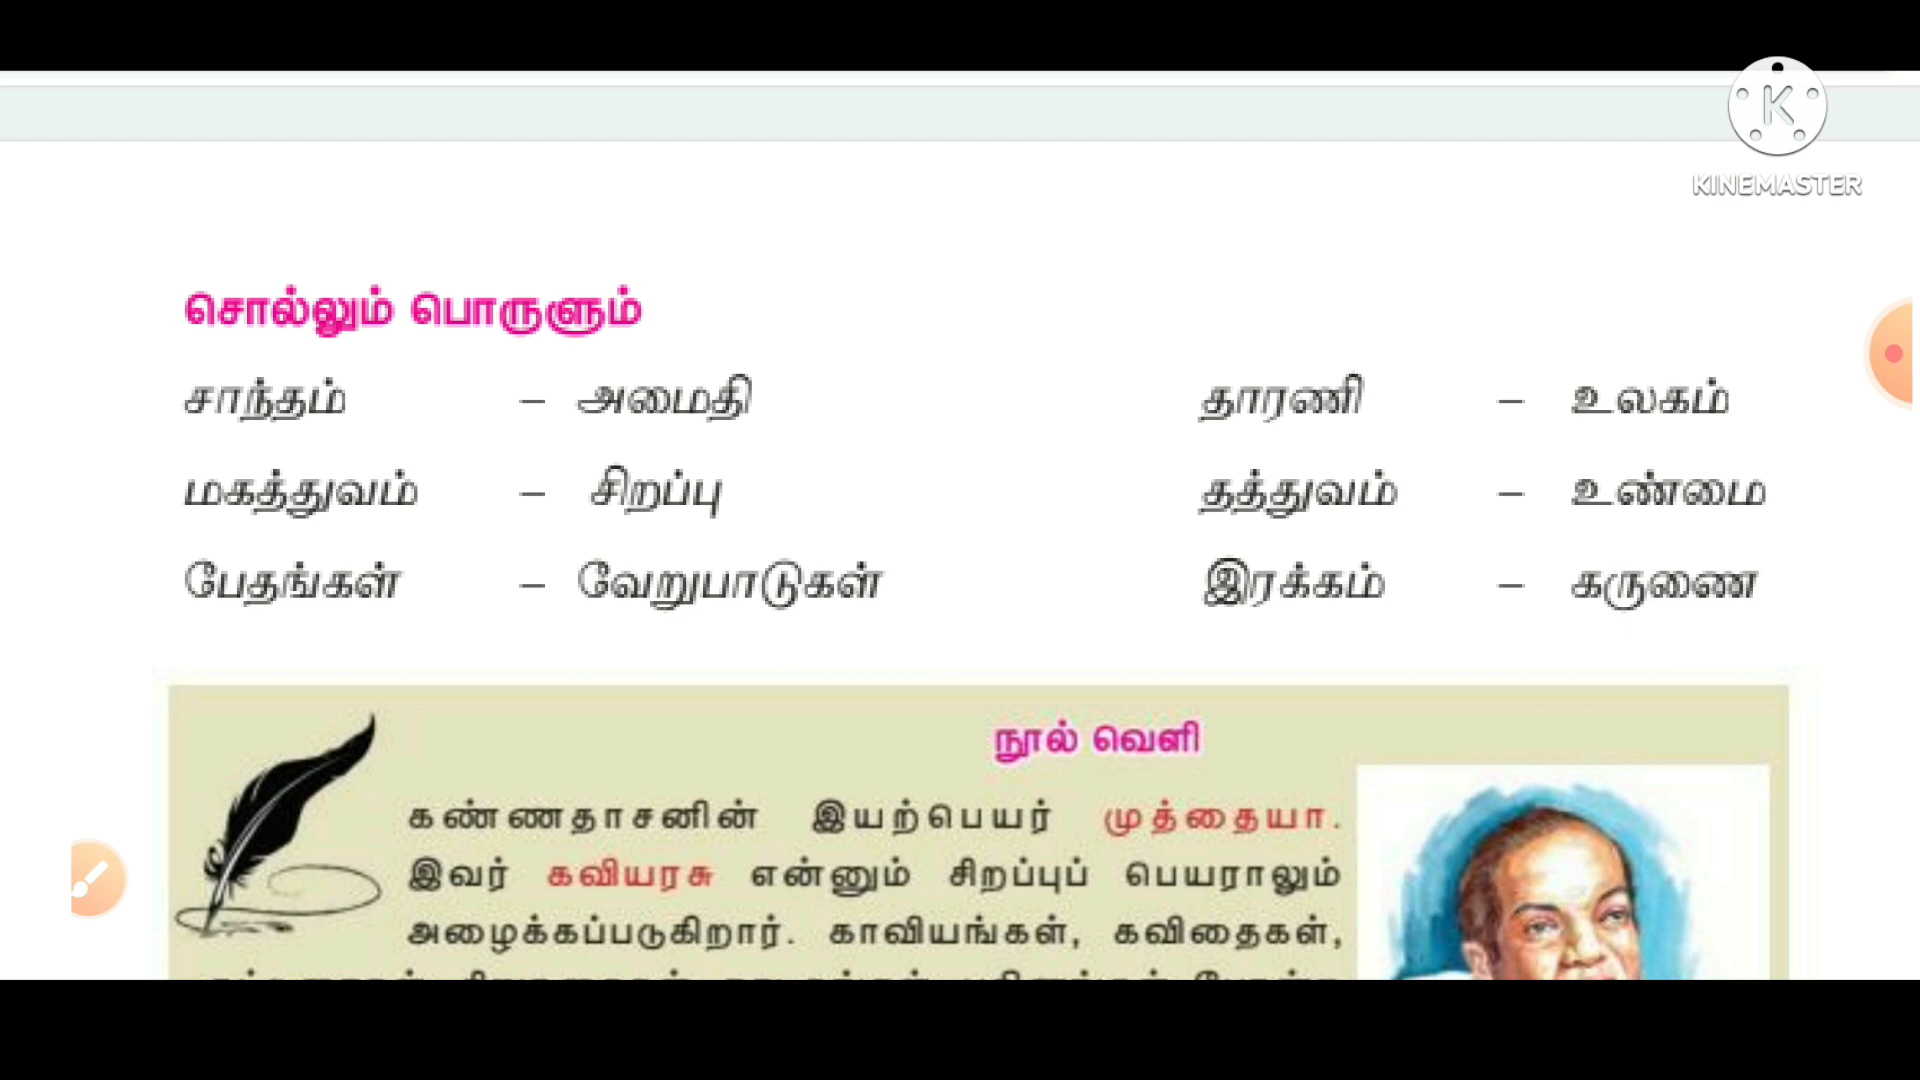 KINEMASTER
சொல்லும் பொருளும்
சாந்தம் – அமைதி தாரணி – உலகம்
மகத்துவம் – சிறப்பு தத்துவம் – உண்மை
பேதங்கள் – வேறுபாடுகள் இரக்கம் – கருணை
நூல் வெளி
கண்ணதாசனின் இயற்பெயர் முத்தையா.
இவர் கவியரசு என்னும் சிறப்புப் பெயராலும்
அழைக்கப்படுகிறார். காவியங்கள், கவிதைகள்,